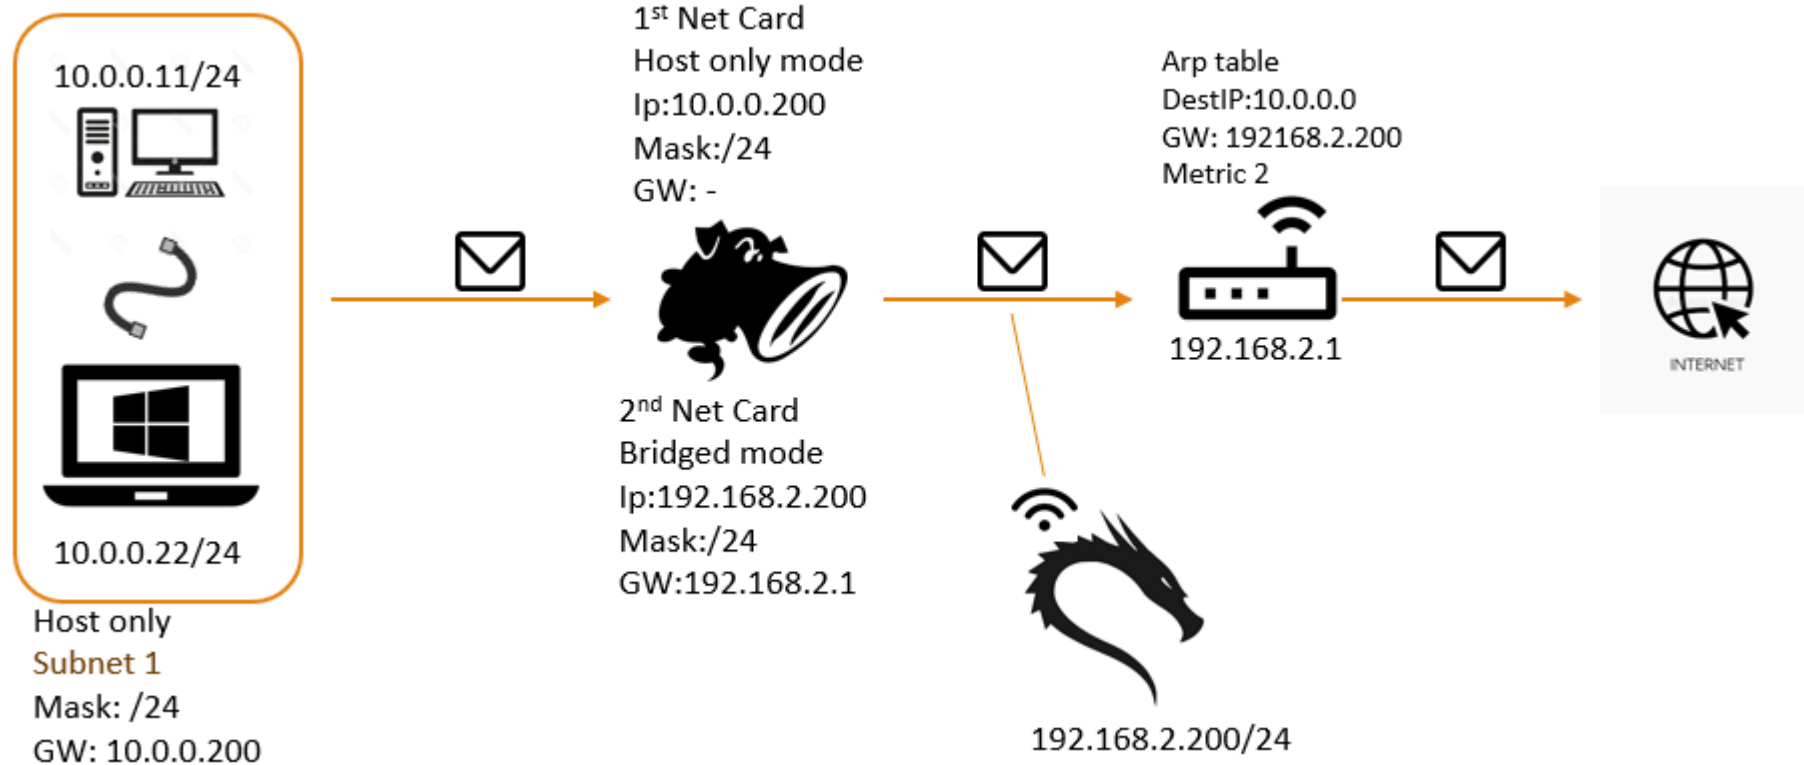 10.0.0.11/24
10.0.0.22/24
Host only
Subnet 1
Mask: /24
GW: 10.0.0.200
1st Net Card
Host only mode
Ip:10.0.0.200
Mask:/24
GW: -
2nd Net Card
Bridged mode
Ip:192.168.2.200
Mask:/24
GW:192.168.2.1
Arp table
DestIP:10.0.0.0
GW: 192168.2.200
Metric 2
192.168.2.1
192.168.2.200/24
INTERNET